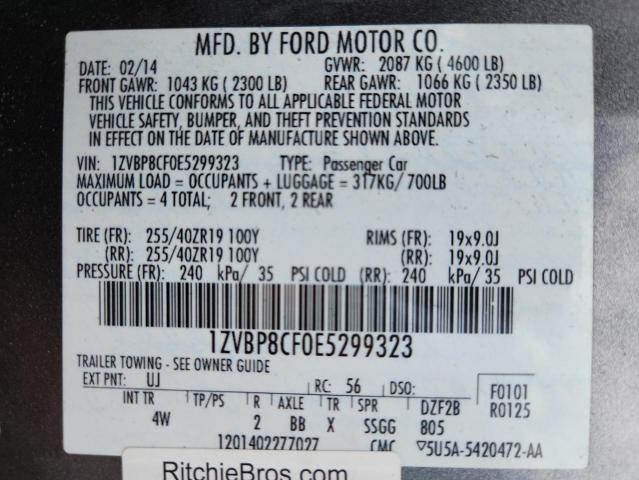 MFD. BY FORD MOTOR CO.
DATE: 02/14 GVWR: 2087 KG ( 4600 LB)
FRONT GAWR: 1043 KG ( 2300 LB) REAR GAWR: 1066 KG ( 2350 LB)
THIS VEHICLE CONFORMS TO ALL APPLICABLE FEDERAL MOTOR
VEHICLE SAFETY, BUMPER, AND THEFT PREVENTION STANDARDS
IN EFFECT ON THE DATE OF MANUFACTURE SHOWN ABOVE.
VIN: 1ZVBP8CF0E5299323 TYPE: Passenger Car
MAXIMUM LOAD = OCCUPANTS + LUGGAGE = 317KG/ 700LB
OCCUPANTS = 4 TOTAL; 2 FRONT, 2 REAR
TIRE (FR): 255/40ZR19 100Y RIMS (FR): 19x9.0J
(RR): 255/40ZR19 100Y (RR): 19x9.0J
PRESSURE (FR): 240 kPa/ 35 PSI COLD (RR): 240 kPa/ 35 PSI COLD
1ZVBP8CF0E5299323
TRAILER TOWING - SEE OWNER GUIDE
EXT PNT: UJ RC: 56 DSO: F0101
INT TR TP/PS R AXLE TR SPR DZF2B R0125
4W 2 BB X SSGG 805
1201402277027 CMC ▽5U5A-5420472-AA
RitchieBros.com